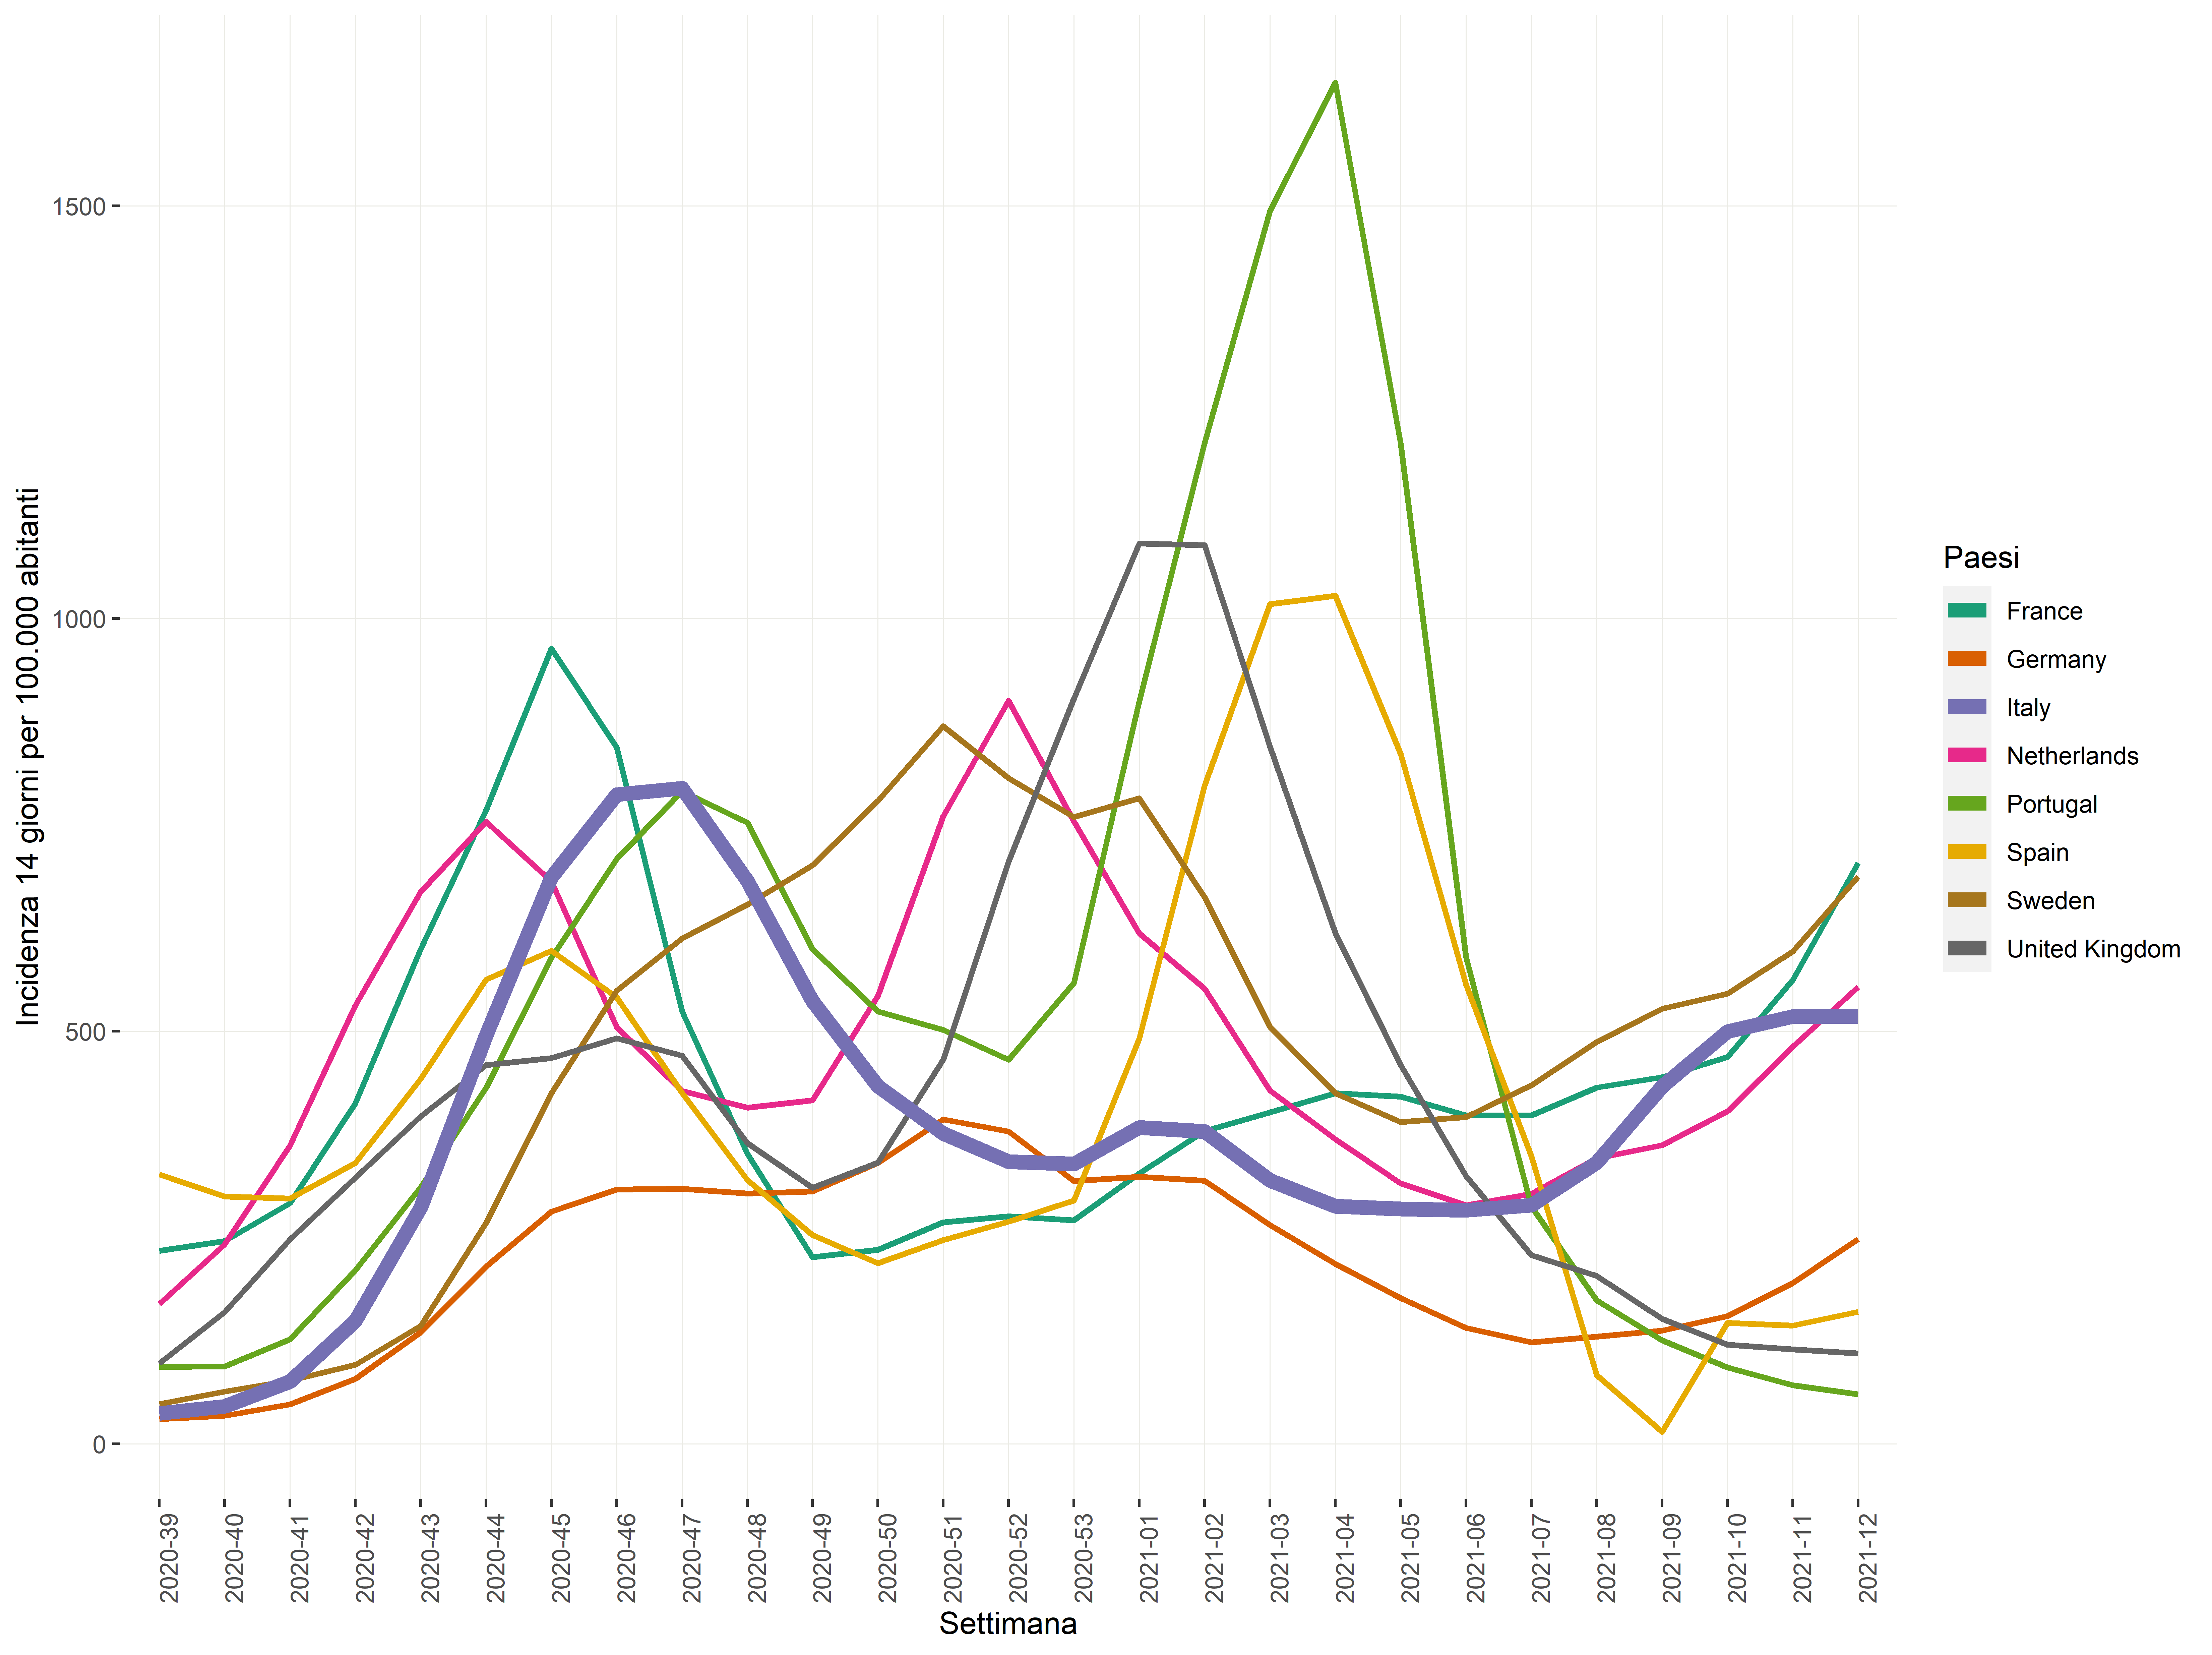 Incidenza 14 giorni per 100.000 abitanti
1500
1000
500
0
2020-39
2020-40
2020-41
2020-42
2020-43
2020-44
2020-45
2020-46
2020-47
2020-48
2020-49
2020-50
2020-51
2020-52
2020-53
2021-01
2021-02
2021-03
2021-04
2021-05
2021-06
2021-07
2021-08
2021-09
2021-10
2021-11
2021-12
Settimana
Paesi
France
Germany
Italy
Netherlands
Portugal
Spain
Sweden
United Kingdom